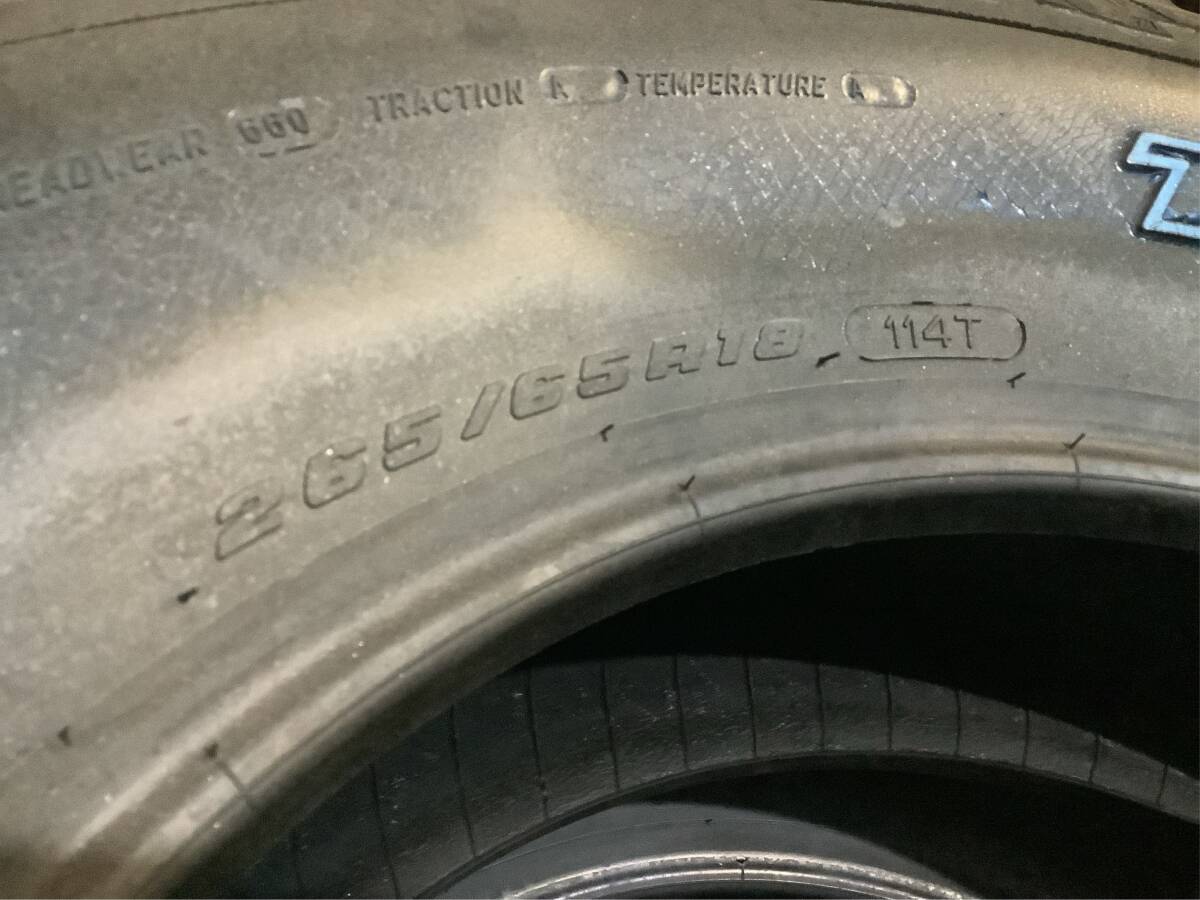 TREADWEAR 660 TRACTION A TEMPERATURE A
265/65R18 114T